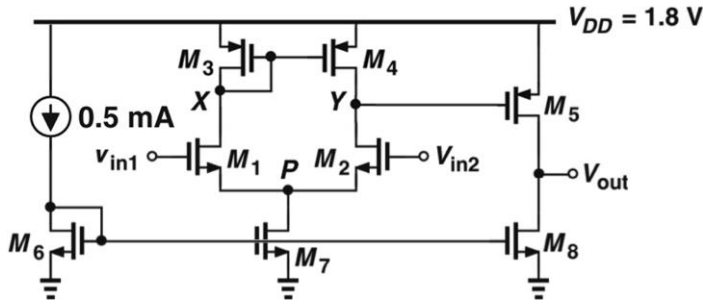 V_DD = 1.8 V
M_3
M_4
X
Y
M_5
0.5 mA
v_in1
M_1
M_2
V_in2
P
V_out
M_6
M_7
M_8